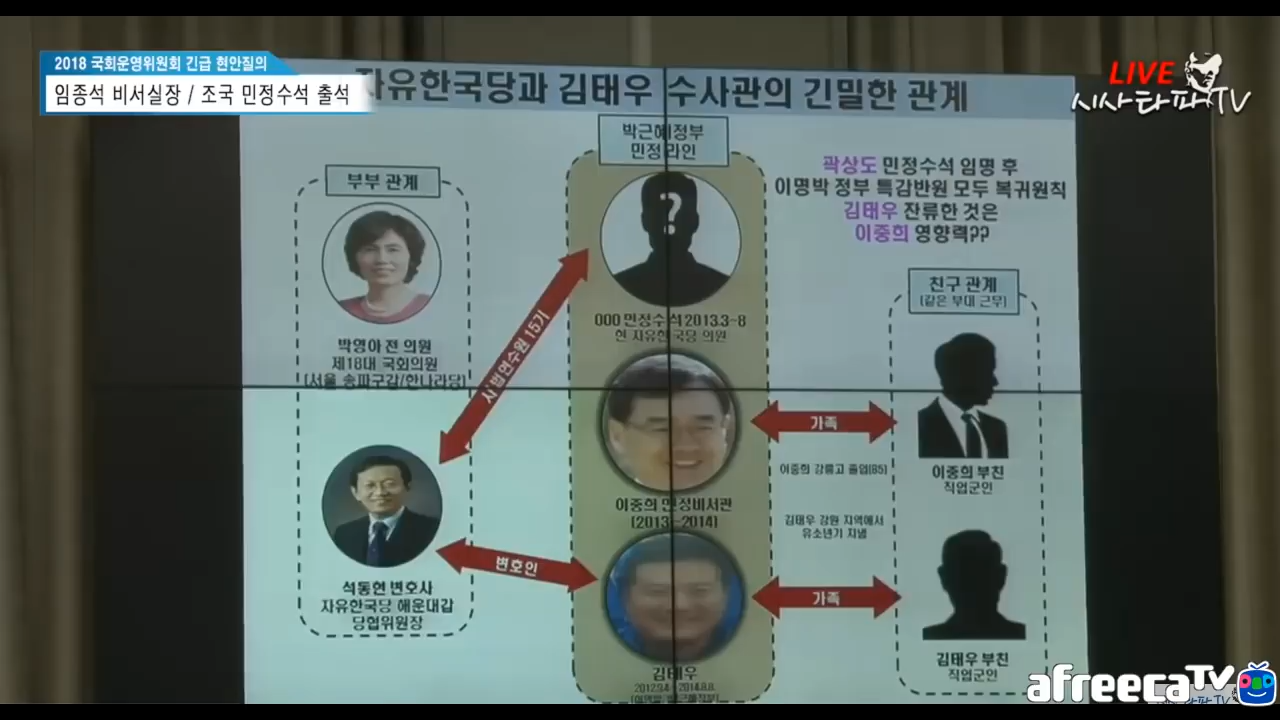 2018 국회운영위원회 긴급 현안질의
임종석 비서실장 / 조국 민정수석 출석
LIVE
시사타파TV
자유한국당과 김태우 수사관의 긴밀한 관계
부부 관계
박영아 전 의원
제18대 국회의원
(서울 송파구갑/한나라당)
석동현 변호사
자유한국당 해운대갑
당협위원장
사법연수원 15기
변호인
박근혜정부
민정라인
?
000 민정수석 2013.3~8
현 자유한국당 의원
이중희 민정비서관
(2013~2014)
김태우
곽상도 민정수석 임명 후
이명박 정부 특감반원 모두 복귀원칙
김태우 잔류한 것은
이중희 영향력??
친구 관계
(같은 부대 근무)
가족
이중희 부친
직업군인
이중희 강릉고 졸업(85)
김태우 강원 지역에서
유소년기 지냄
가족
김태우 부친
직업군인
afreecaTV